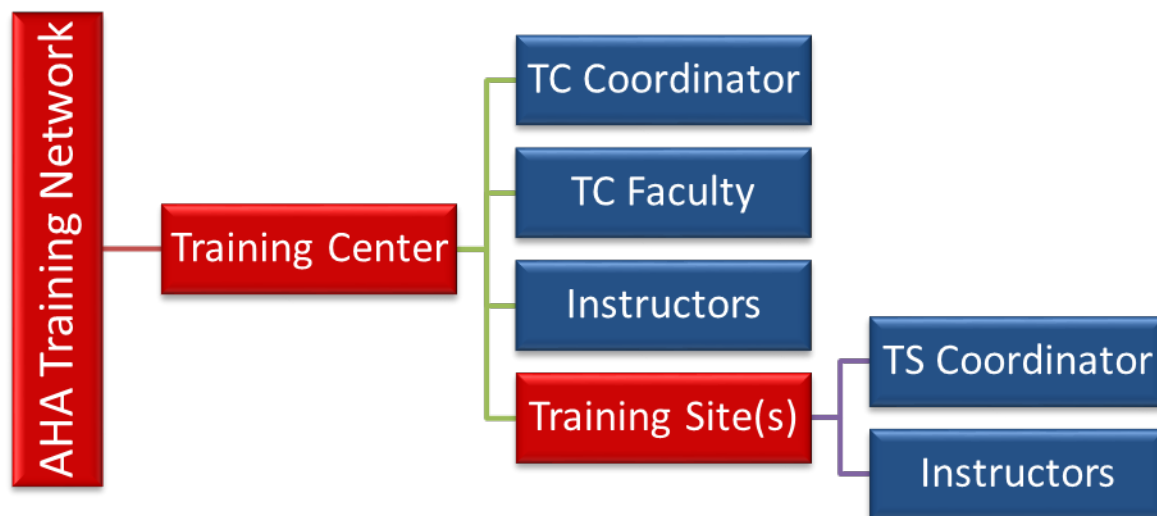 AHA Training Network
Training Center
TC Coordinator
TC Faculty
Instructors
Training Site(s)
TS Coordinator
Instructors